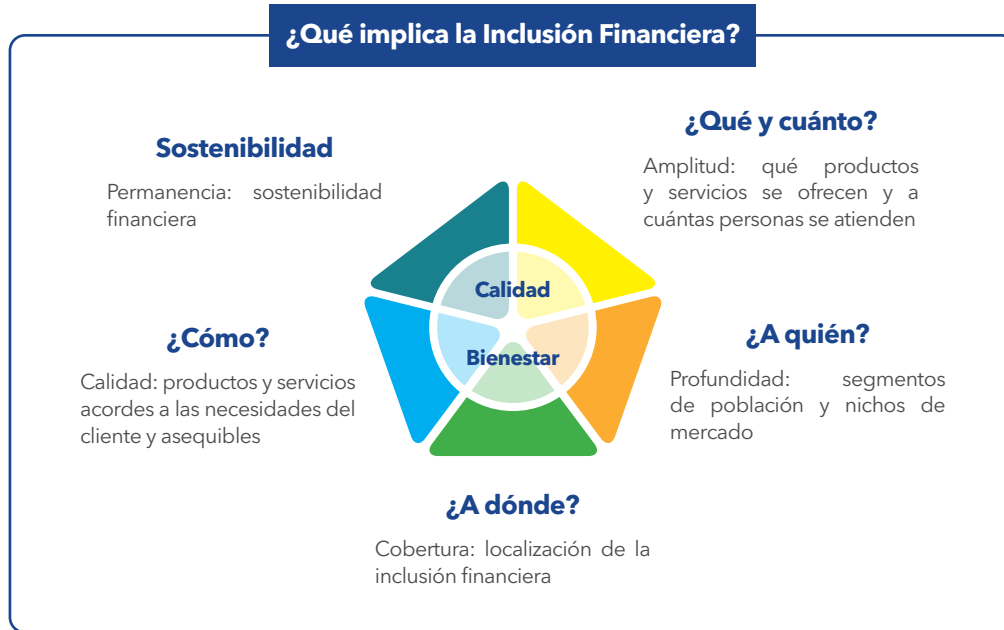 ¿Qué implica la Inclusión Financiera?
Sostenibilidad
Permanencia: sostenibilidad
financiera
¿Qué y cuánto?
Amplitud: qué productos
y servicios se ofrecen y a
cuántas personas se atienden
Calidad
Bienestar
¿Cómo?
Calidad: productos y servicios
acordes a las necesidades del
cliente y asequibles
¿A quién?
Profundidad: segmentos
de población y nichos de
mercado
¿A dónde?
Cobertura: localización de la
inclusión financiera